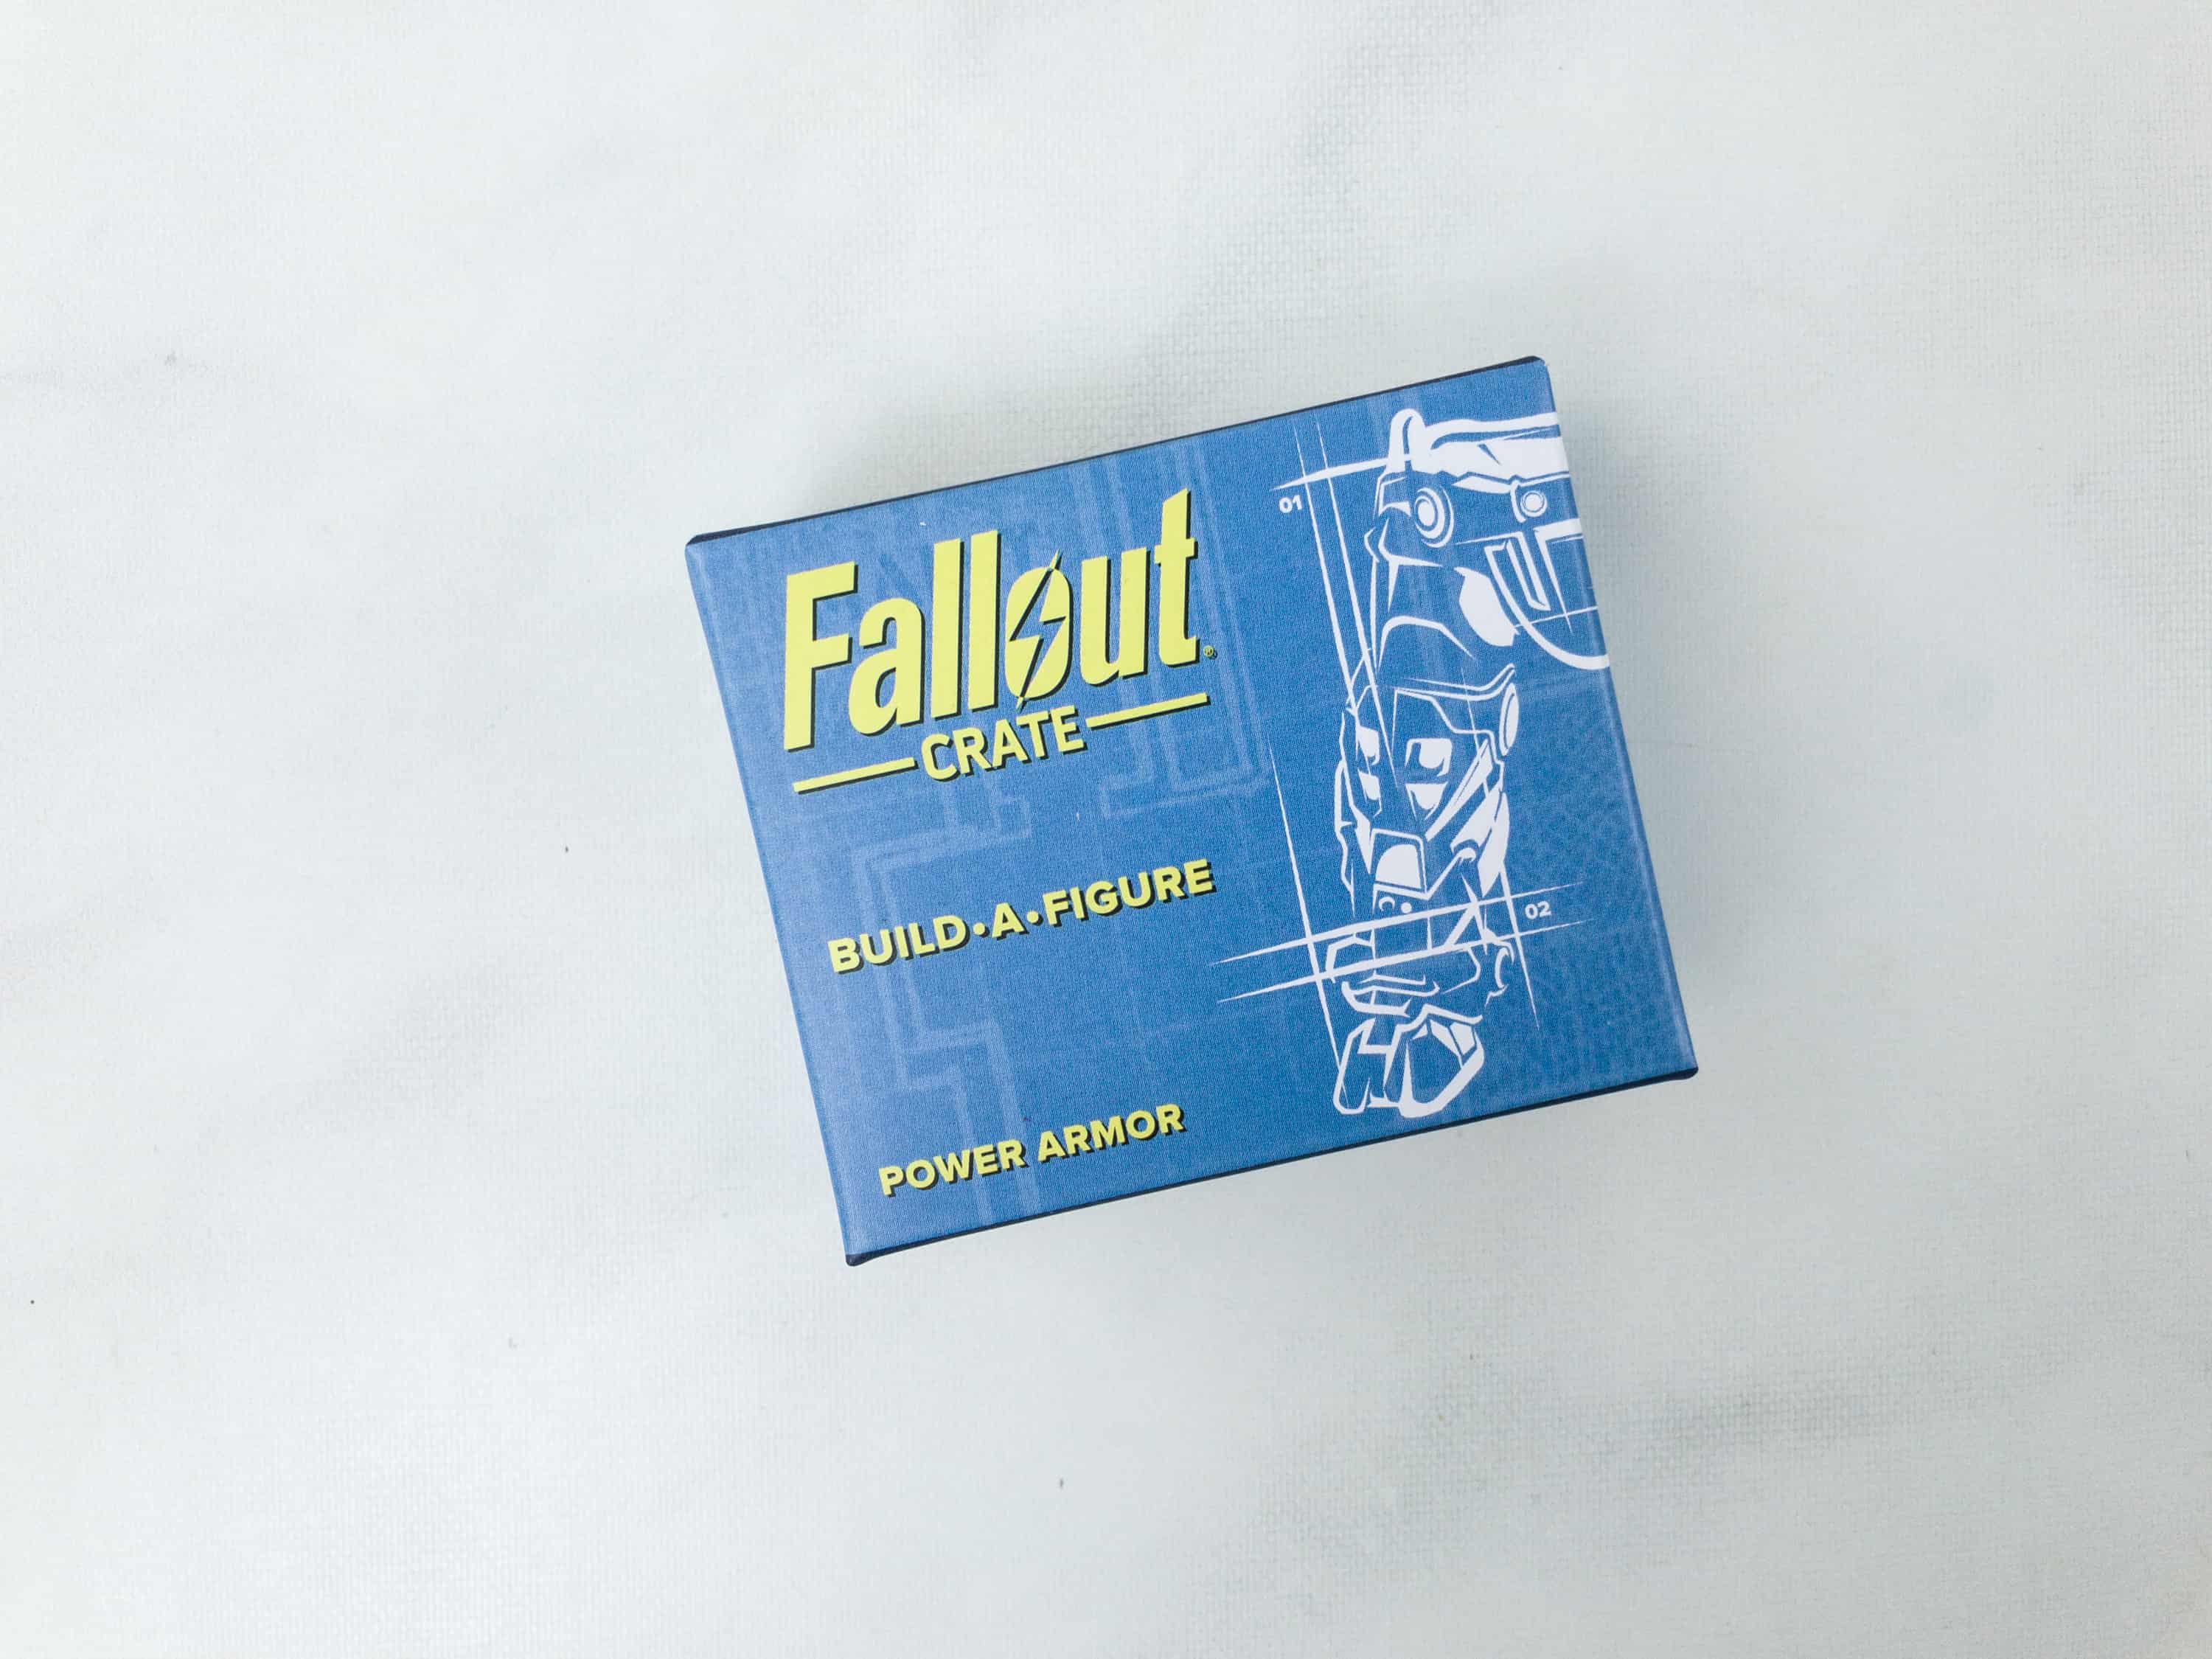 Fallout®
CRATE
BUILD•A•FIGURE
POWER ARMOR
01
02